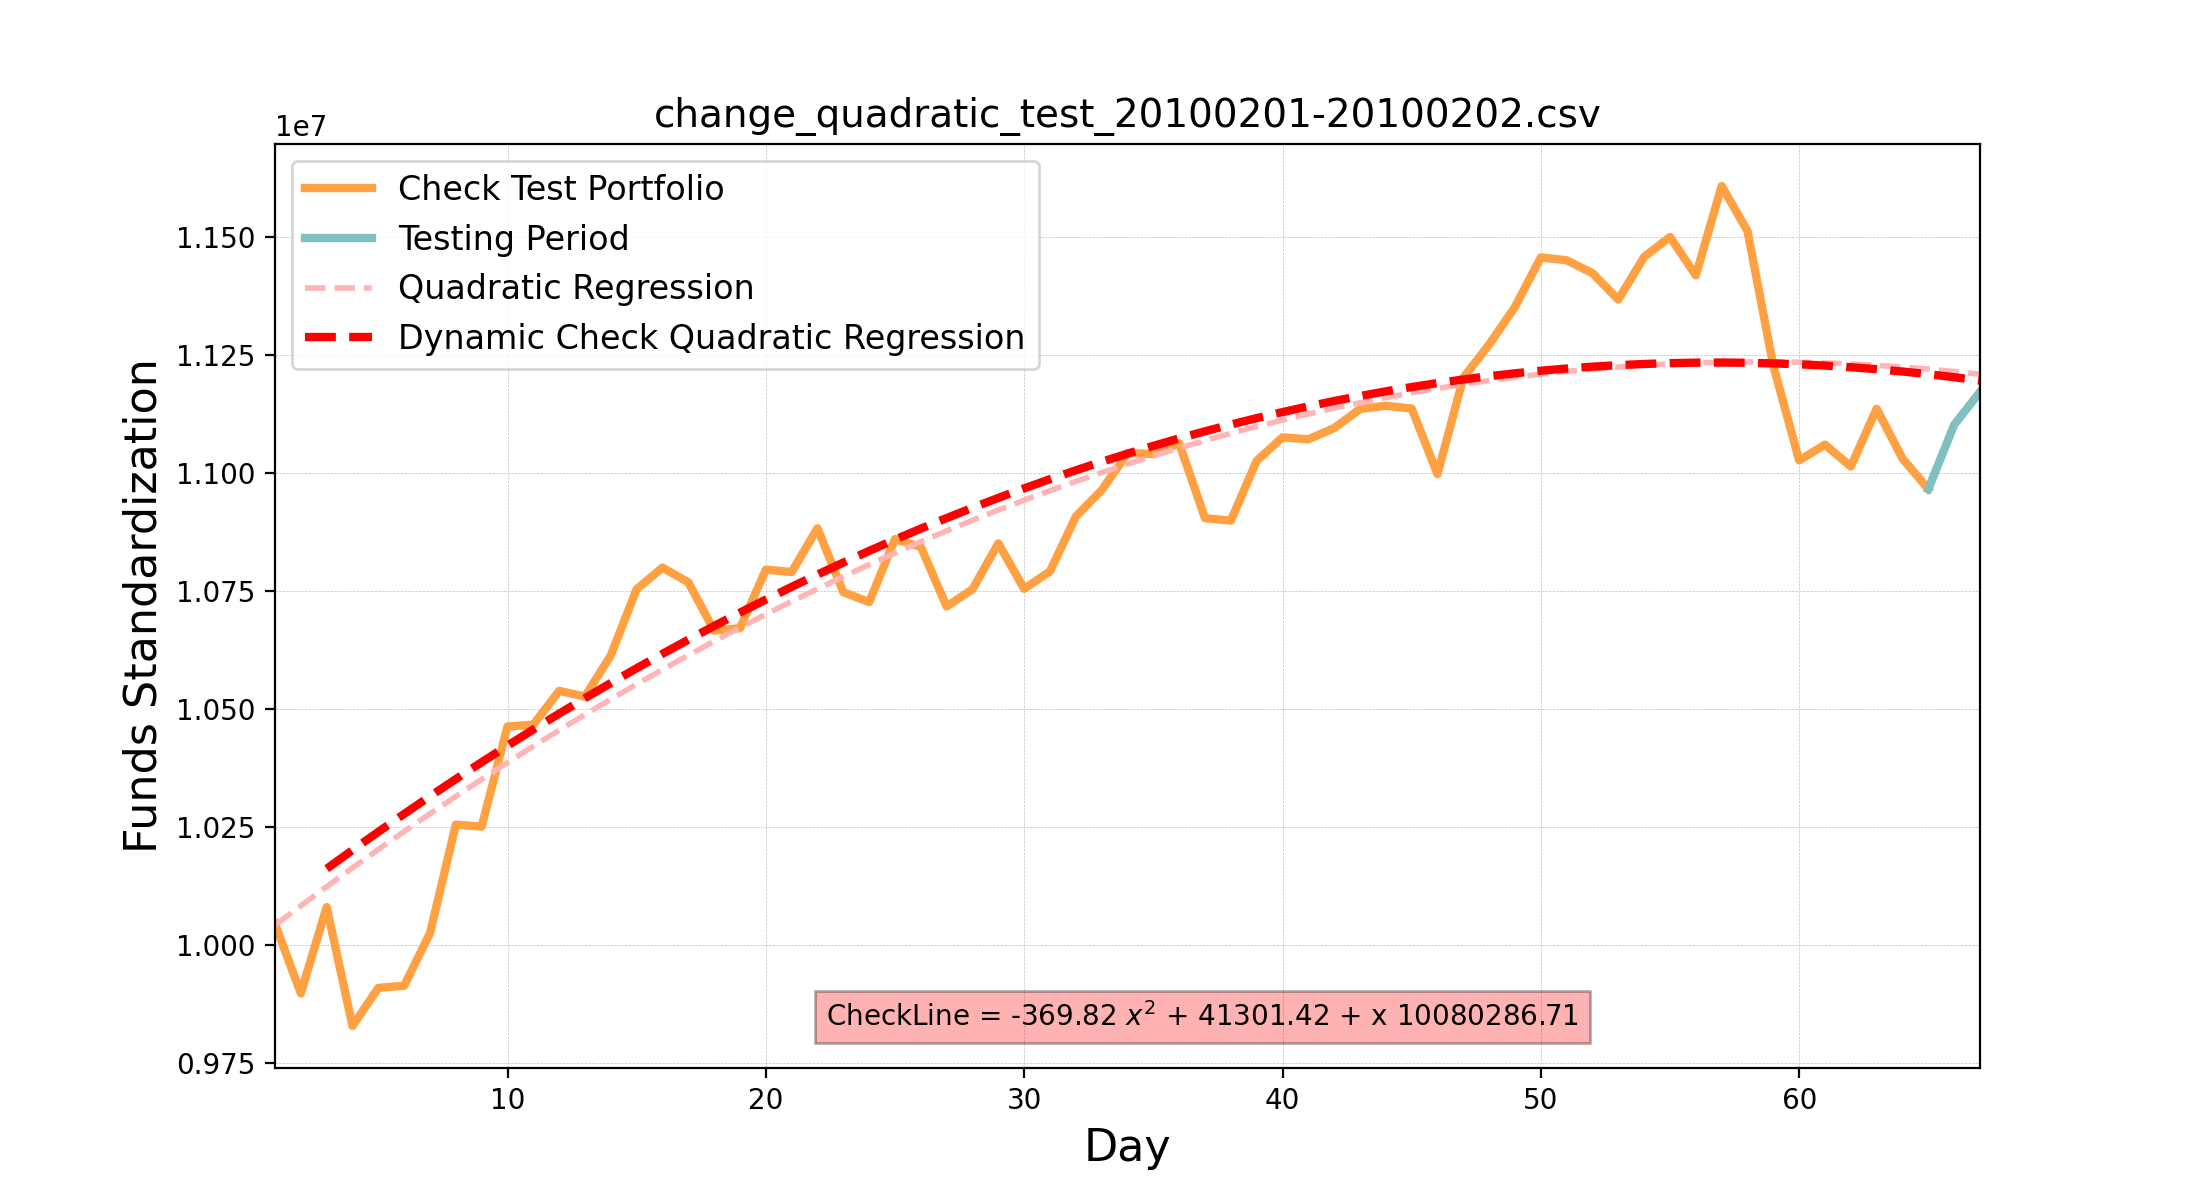 change_quadratic_test_20100201-20100202.csv
1e7
Check Test Portfolio
Testing Period
Quadratic Regression
Dynamic Check Quadratic Regression
1.150
1.125
1.100
1.075
1.050
1.025
1.000
0.975
Funds Standardization
CheckLine = -369.82 x² + 41301.42 + x 10080286.71
10 20 30 40 50 60
Day